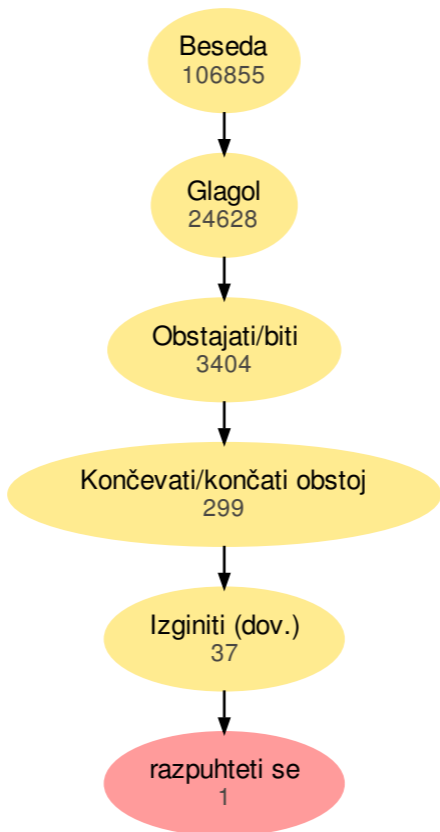 Beseda
106855
Glagol
24628
Obstajati/biti
3404
Končevati/končati obstoj
299
Izginiti (dov.)
37
razpuhteti se
1